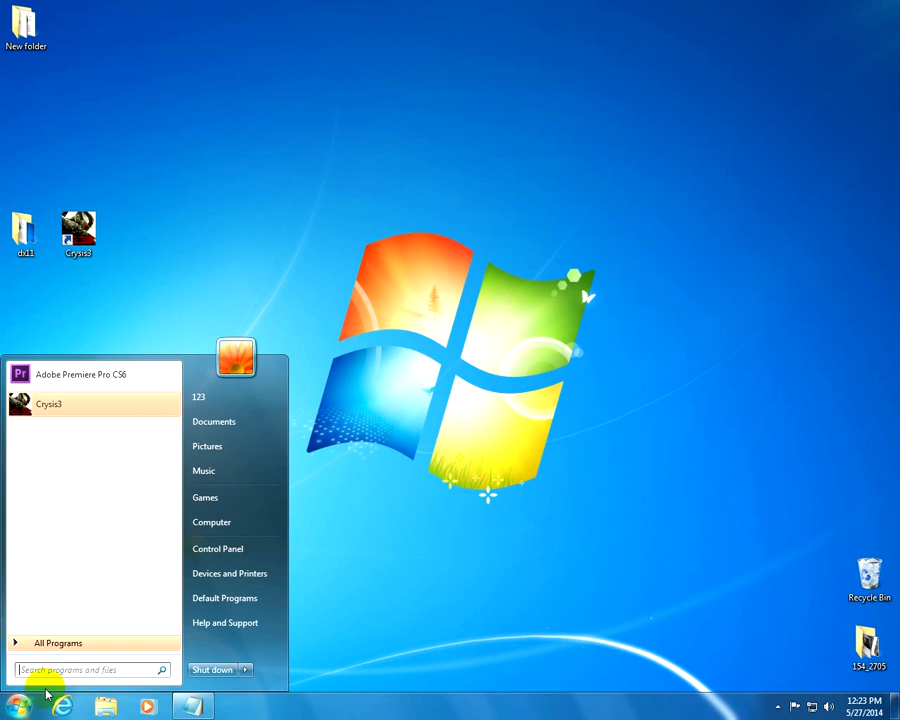 New folder
dx11
Crysis3
Pr
Adobe Premiere Pro CS6
Crysis3
All Programs
Search programs and files
123
Documents
Pictures
Music
Games
Computer
Control Panel
Devices and Printers
Default Programs
Help and Support
Shut down
Recycle Bin
154_2705
12:23 PM
5/27/2014